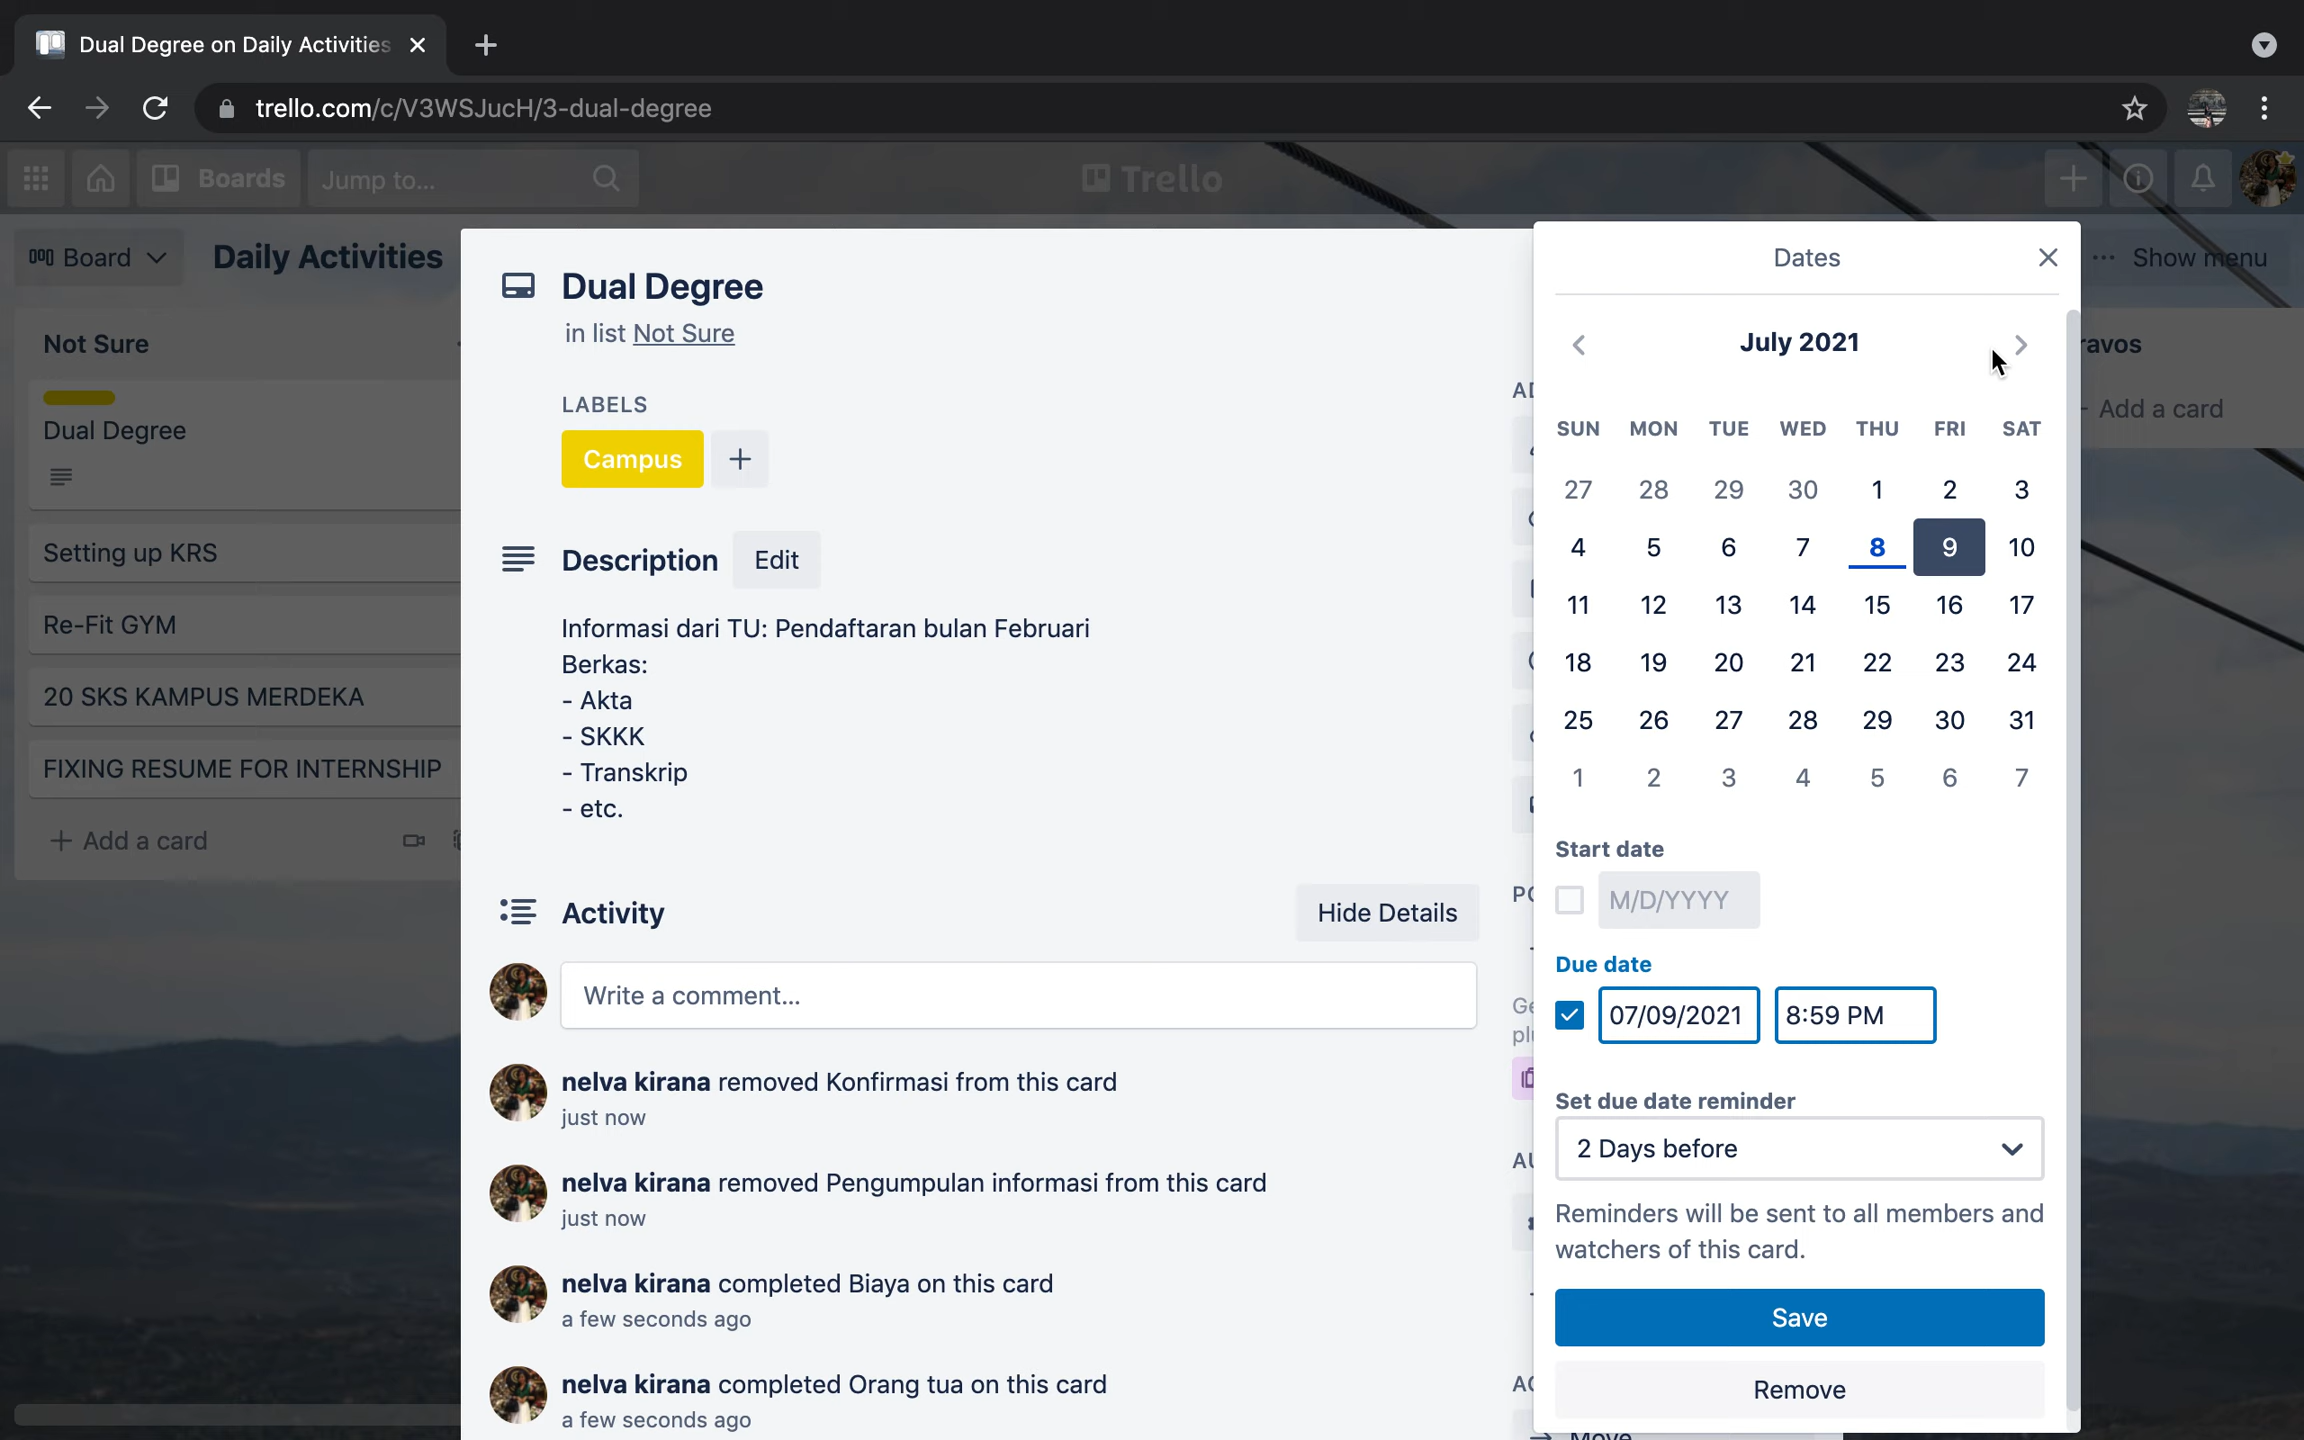 Dual Degree on Daily Activities
trello.com/c/V3WSJucH/3-dual-degree
Boards
Jump to...
Trello
Board
Daily Activities
Show menu
Not Sure
Dual Degree
Setting up KRS
Re-Fit GYM
20 SKS KAMPUS MERDEKA
FIXING RESUME FOR INTERNSHIP
+ Add a card
Dual Degree
in list Not Sure
LABELS
Campus +
Description Edit
Informasi dari TU: Pendaftaran bulan Februari
Berkas:
- Akta
- SKKK
- Transkrip
- etc.
Activity
Hide Details
Write a comment...
nelva kirana removed Konfirmasi from this card
just now
nelva kirana removed Pengumpulan informasi from this card
just now
nelva kirana completed Biaya on this card
a few seconds ago
nelva kirana completed Orang tua on this card
a few seconds ago
Dates
July 2021
SUN MON TUE WED THU FRI SAT
27 28 29 30 1 2 3
4 5 6 7 8 9 10
11 12 13 14 15 16 17
18 19 20 21 22 23 24
25 26 27 28 29 30 31
1 2 3 4 5 6 7
Start date
M/D/YYYY
Due date
07/09/2021 8:59 PM
Set due date reminder
2 Days before
Reminders will be sent to all members and
watchers of this card.
Save
Remove
Add a card